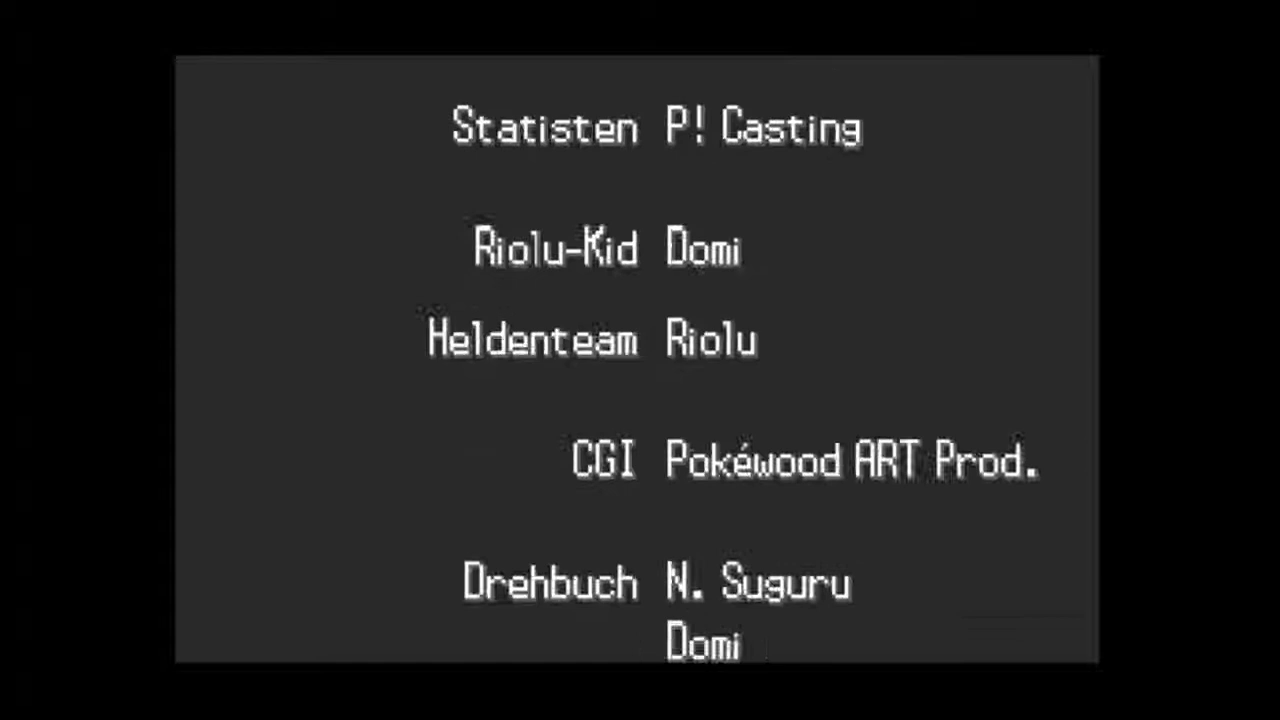 Statisten P! Casting
Riolu-Kid Domi
Heldenteam Riolu
CGI Pokéwood ART Prod.
Drehbuch N. Suguru
Domi